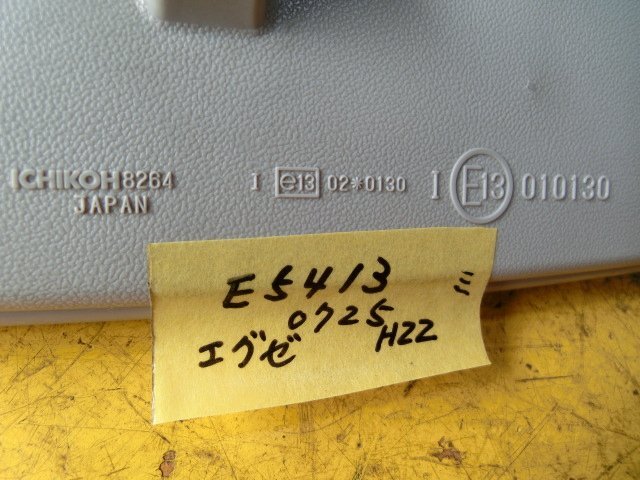 ICHIKOH 8264 I e13 02*0130 I E13 010130
JAPAN
E5413 ミ
0725
エグゼ H22